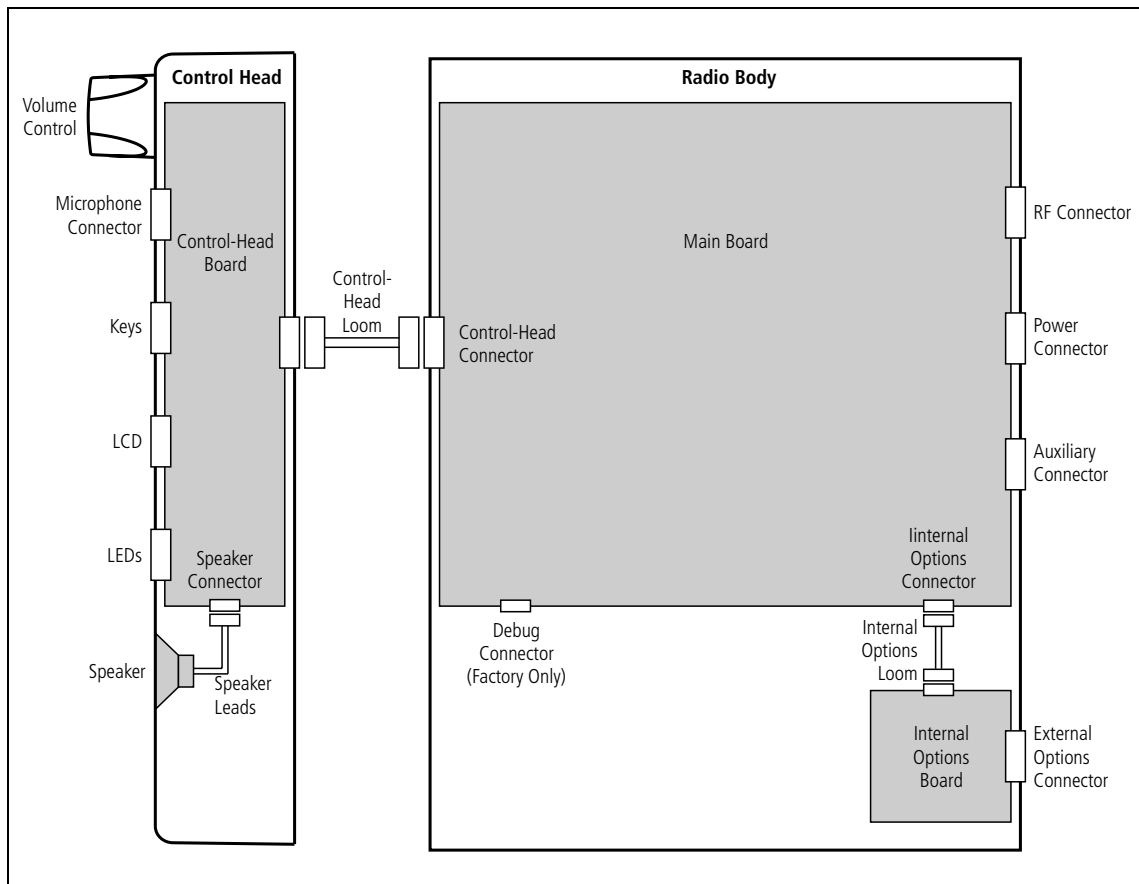 Control Head
Radio Body
Volume
Control
Microphone
Connector
Control-Head
Board
Keys
LCD
LEDs
Speaker
Connector
Speaker
Speaker
Leads
Control-
Head
Loom
Control-Head
Connector
Main Board
RF Connector
Power
Connector
Auxiliary
Connector
Iinternal
Options
Connector
Debug
Connector
(Factory Only)
Internal
Options
Loom
Internal
Options
Board
External
Options
Connector